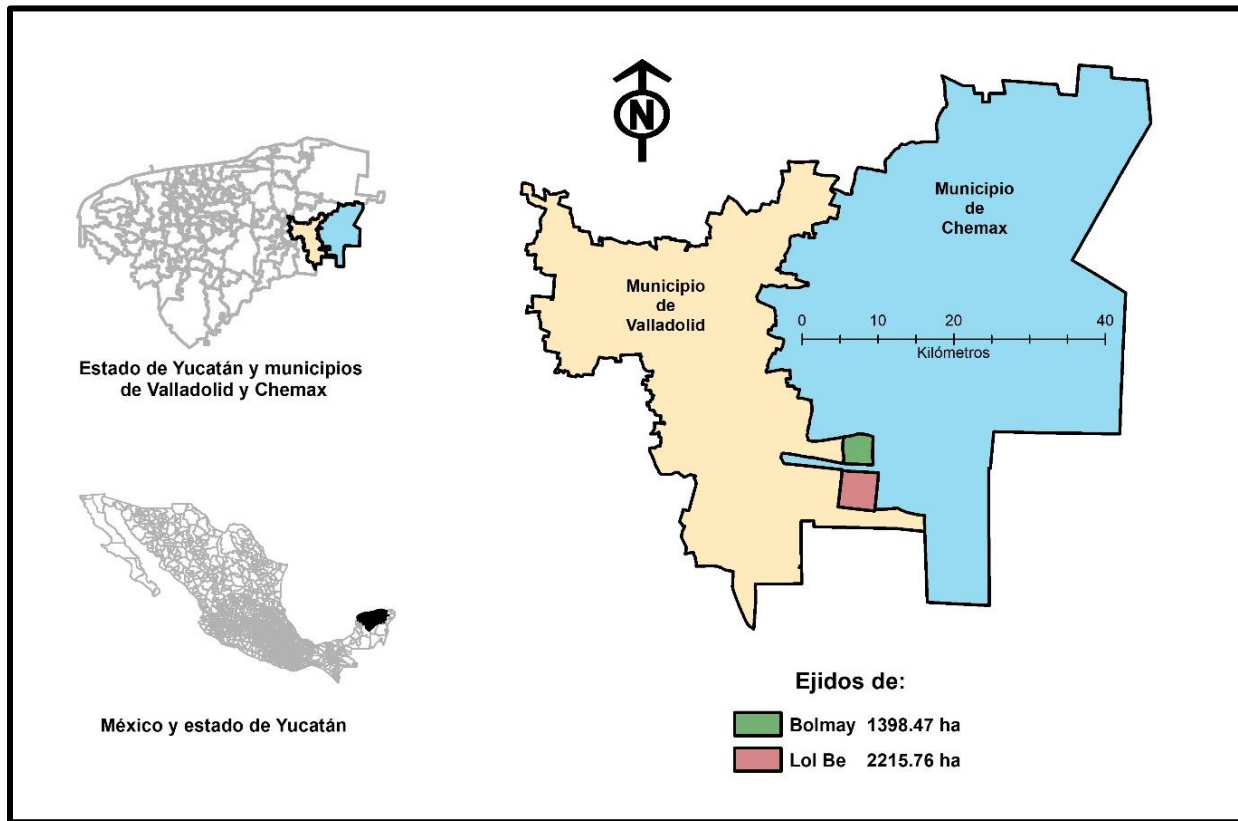 Estado de Yucatán y municipios
de Valladolid y Chemax
México y estado de Yucatán
N
Municipio
de
Valladolid
Municipio
de
Chemax
0 10 20 40
Kilómetros
Ejidos de:
Bolmay 1398.47 ha
Lol Be 2215.76 ha